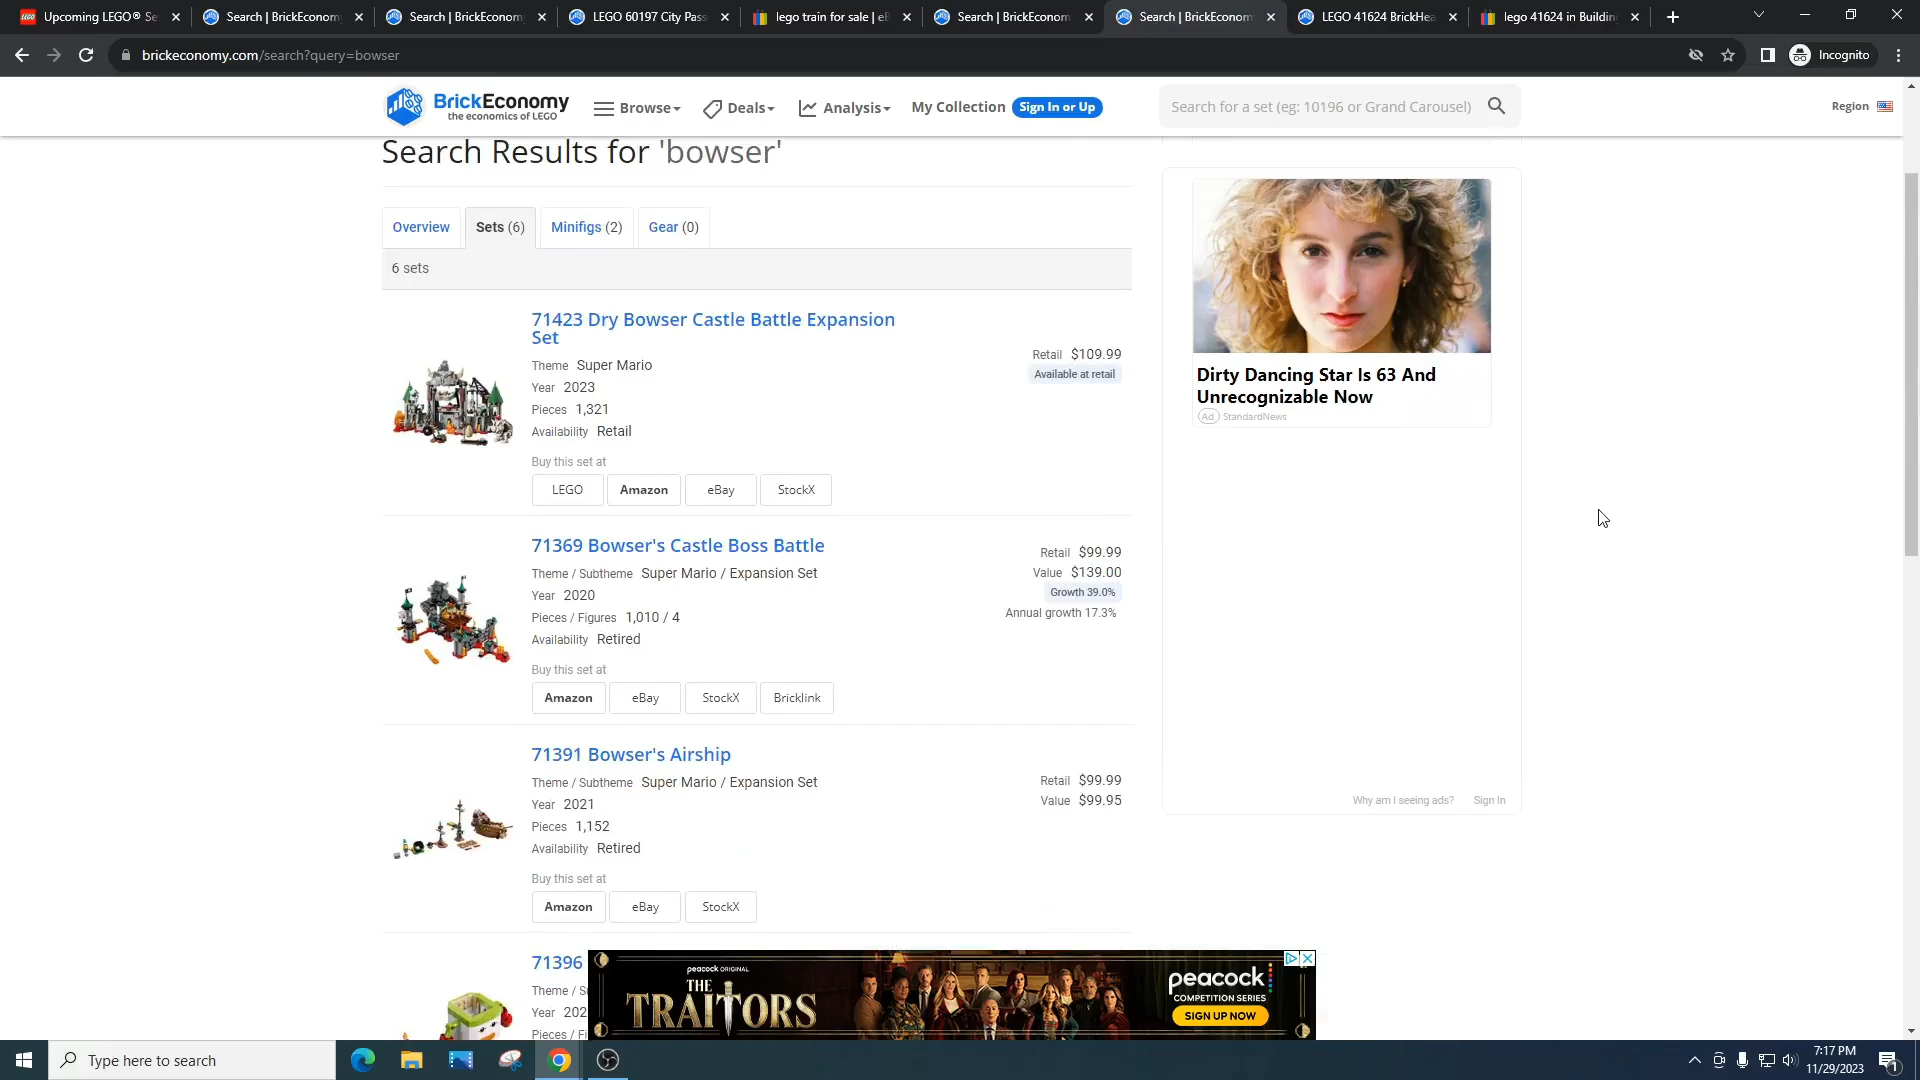 Upcoming LEGO® Se
Search | BrickEconomy
Search | BrickEconomy
LEGO 60197 City Pass
lego train for sale | eB
Search | BrickEconom
Search | BrickEconom
LEGO 41624 BrickHea
lego 41624 in Building
brickeconomy.com/search?query=bowser
Incognito
BrickEconomy
the economics of LEGO
Browse
Deals
Analysis
My Collection
Sign In or Up
Search for a set (eg: 10196 or Grand Carousel)
Region
Search Results for 'bowser'
Overview
Sets (6)
Minifigs (2)
Gear (0)
6 sets
71423 Dry Bowser Castle Battle Expansion
Set
Theme Super Mario
Year 2023
Pieces 1,321
Availability Retail
Retail $109.99
Available at retail
Buy this set at
LEGO
Amazon
eBay
StockX
71369 Bowser's Castle Boss Battle
Theme / Subtheme Super Mario / Expansion Set
Year 2020
Pieces / Figures 1,010 / 4
Availability Retired
Retail $99.99
Value $139.00
Growth 39.0%
Annual growth 17.3%
Buy this set at
Amazon
eBay
StockX
Bricklink
71391 Bowser's Airship
Theme / Subtheme Super Mario / Expansion Set
Year 2021
Pieces 1,152
Availability Retired
Retail $99.99
Value $99.95
Buy this set at
Amazon
eBay
StockX
71396
Theme / Su
Year 202
Pieces / Fi
Dirty Dancing Star Is 63 And
Unrecognizable Now
Ad StandardNews
Why am I seeing ads?
Sign In
peacock ORIGINAL
THE
TRAITORS
peacock
COMPETITION SERIES
SIGN UP NOW
Type here to search
7:17 PM
11/29/2023
1